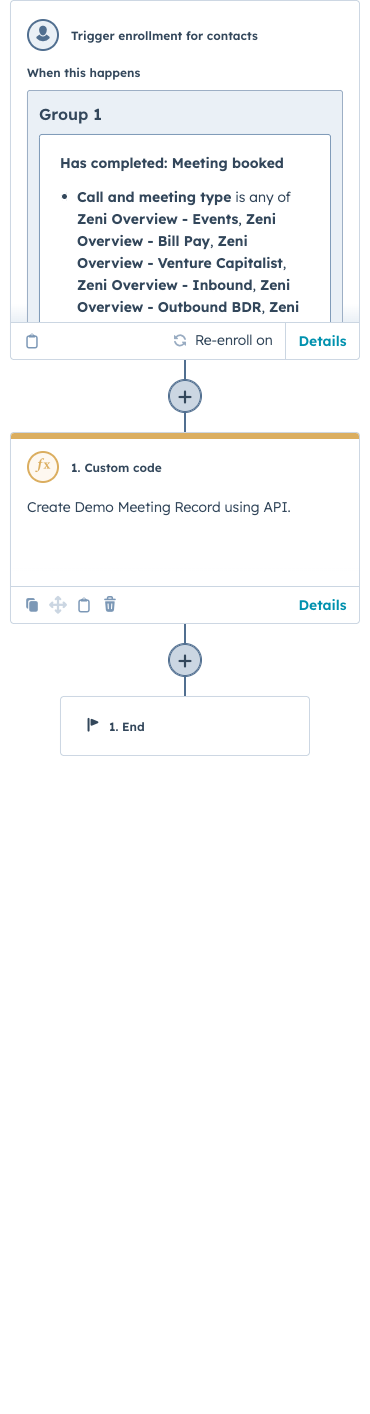 Trigger enrollment for contacts
When this happens
Group 1
Has completed: Meeting booked
• Call and meeting type is any of
Zeni Overview - Events, Zeni
Overview - Bill Pay, Zeni
Overview - Venture Capitalist,
Zeni Overview - Inbound, Zeni
Overview - Outbound BDR, Zeni
Re-enroll on Details
fx 1. Custom code
Create Demo Meeting Record using API.
Details
1. End